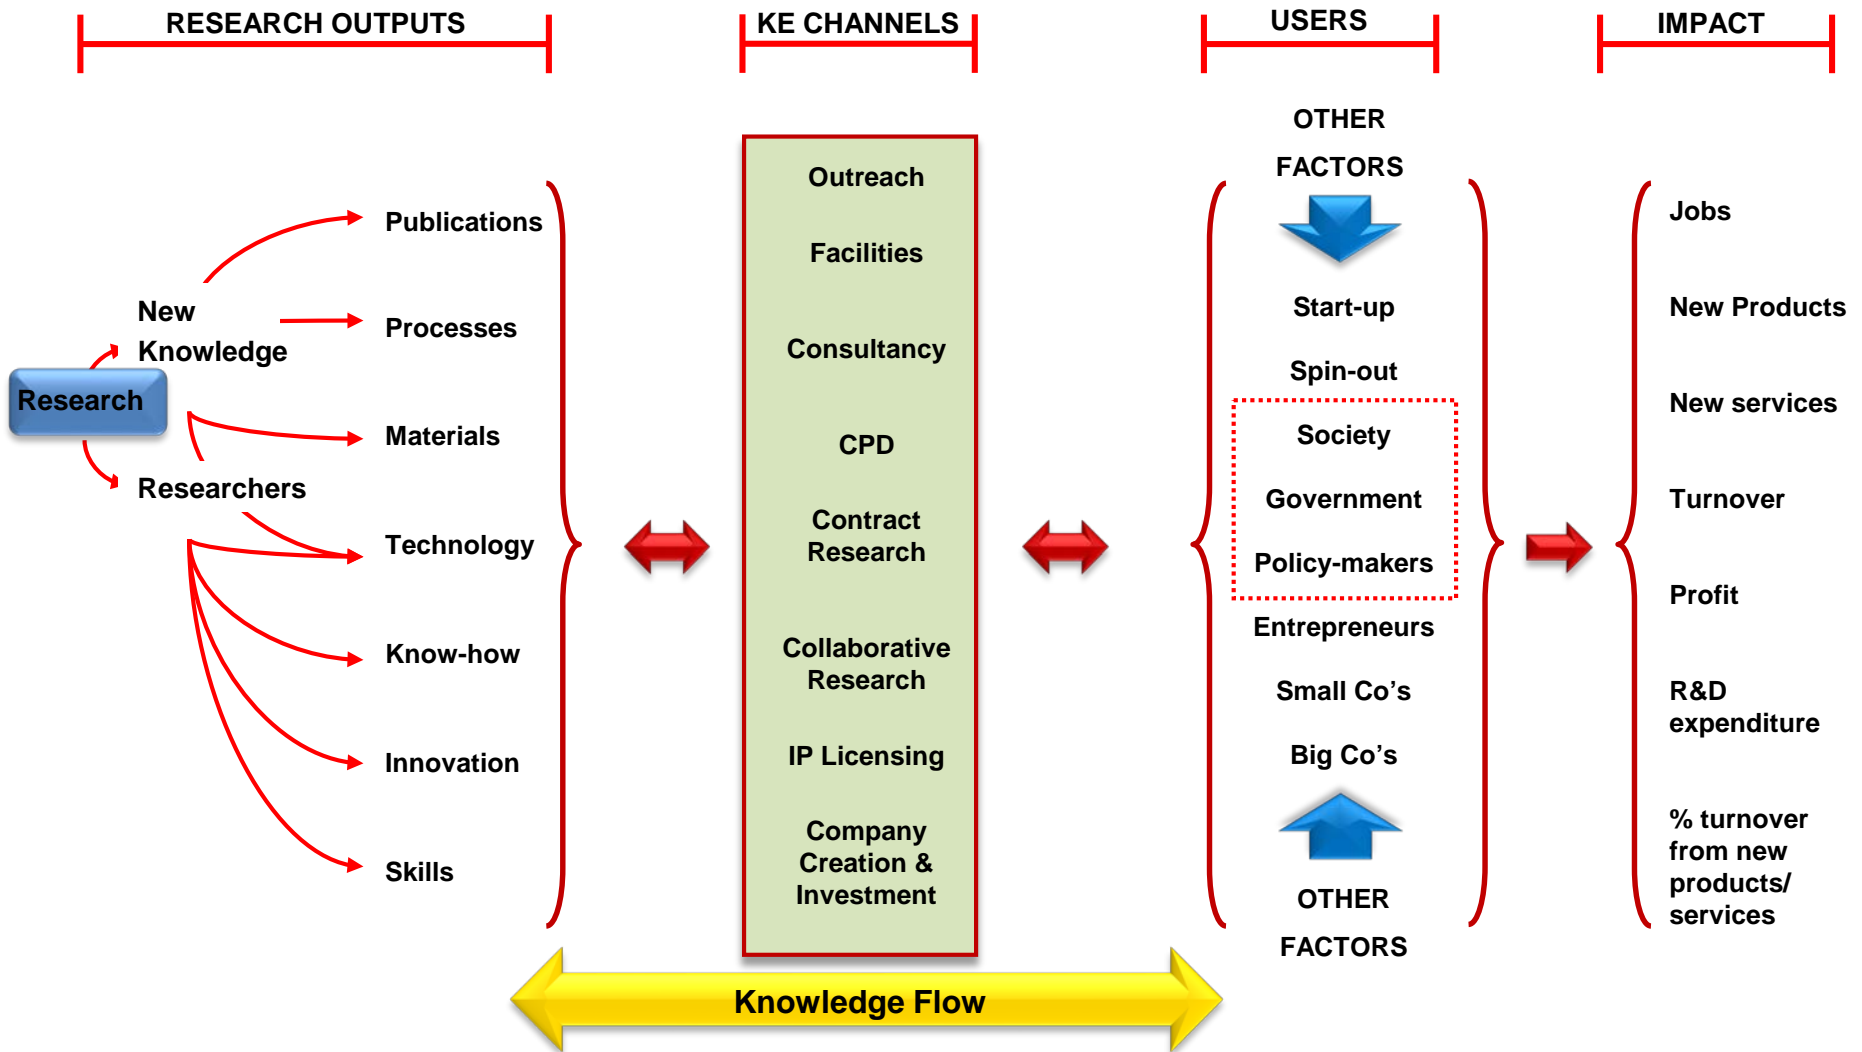 RESEARCH OUTPUTS
KE CHANNELS
USERS
IMPACT
Research
New
Knowledge
Researchers
Publications
Processes
Materials
Technology
Know-how
Innovation
Skills
Outreach
Facilities
Consultancy
CPD
Contract
Research
Collaborative
Research
IP Licensing
Company
Creation &
Investment
OTHER
FACTORS
Start-up
Spin-out
Society
Government
Policy-makers
Entrepreneurs
Small Co’s
Big Co’s
OTHER
FACTORS
Jobs
New Products
New services
Turnover
Profit
R&D
expenditure
% turnover
from new
products/
services
Knowledge Flow